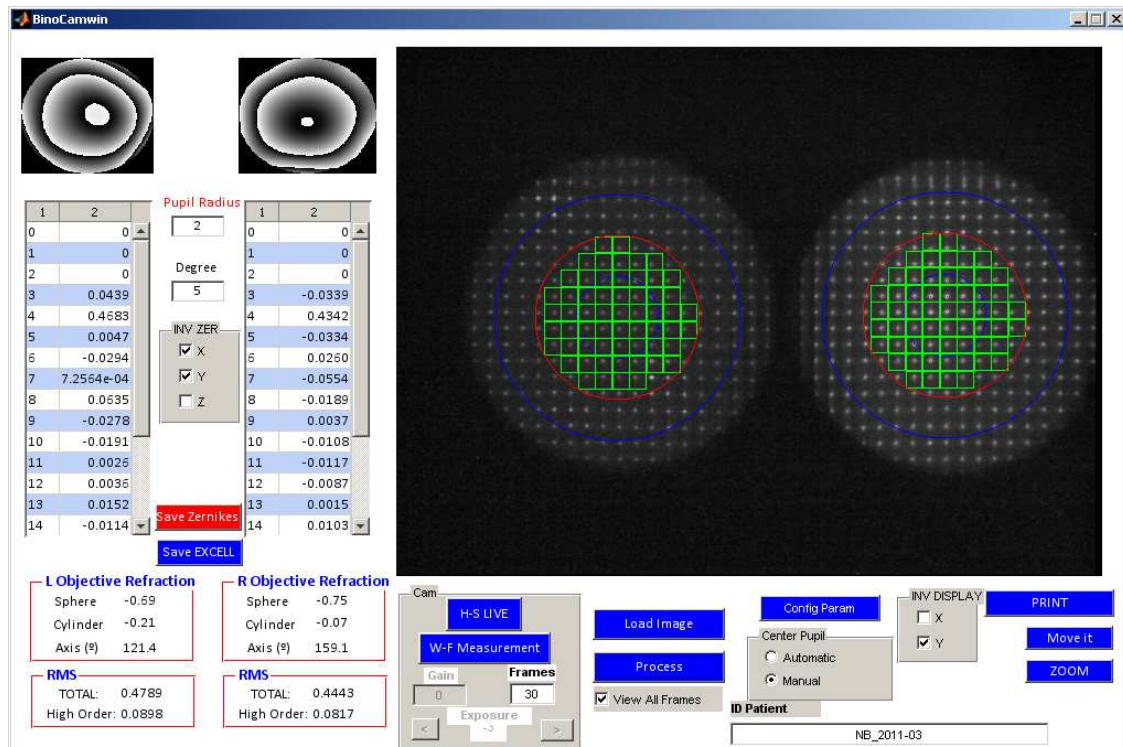 BinoCamwin
Pupil Radius
2
Degree
5
INV ZER
X
Y
Z
1 2
0 0
1 0
2 0
3 0.0439
4 0.4683
5 0.0047
6 -0.0294
7 7.2564e-04
8 0.0635
9 -0.0278
10 -0.0191
11 0.0026
12 0.0036
13 0.0152
14 -0.0114
1 2
0 0
1 0
2 0
3 -0.0339
4 0.4342
5 -0.0334
6 0.0260
7 -0.0554
8 -0.0189
9 0.0037
10 -0.0108
11 -0.0117
12 -0.0087
13 0.0015
14 0.0103
Save Zernikes
Save EXCELL
L Objective Refraction
Sphere -0.69
Cylinder -0.21
Axis (º) 121.4
R Objective Refraction
Sphere -0.75
Cylinder -0.07
Axis (º) 159.1
RMS
TOTAL: 0.4789
High Order: 0.0898
RMS
TOTAL: 0.4443
High Order: 0.0817
Cam
H-S LIVE
W-F Measurement
Gain Frames
0 30
Exposure
< -3 >
Load Image
Process
View All Frames
Config Param
Center Pupil
Automatic
Manual
INV DISPLAY
X
Y
PRINT
Move it
ZOOM
ID Patient
NB_2011-03